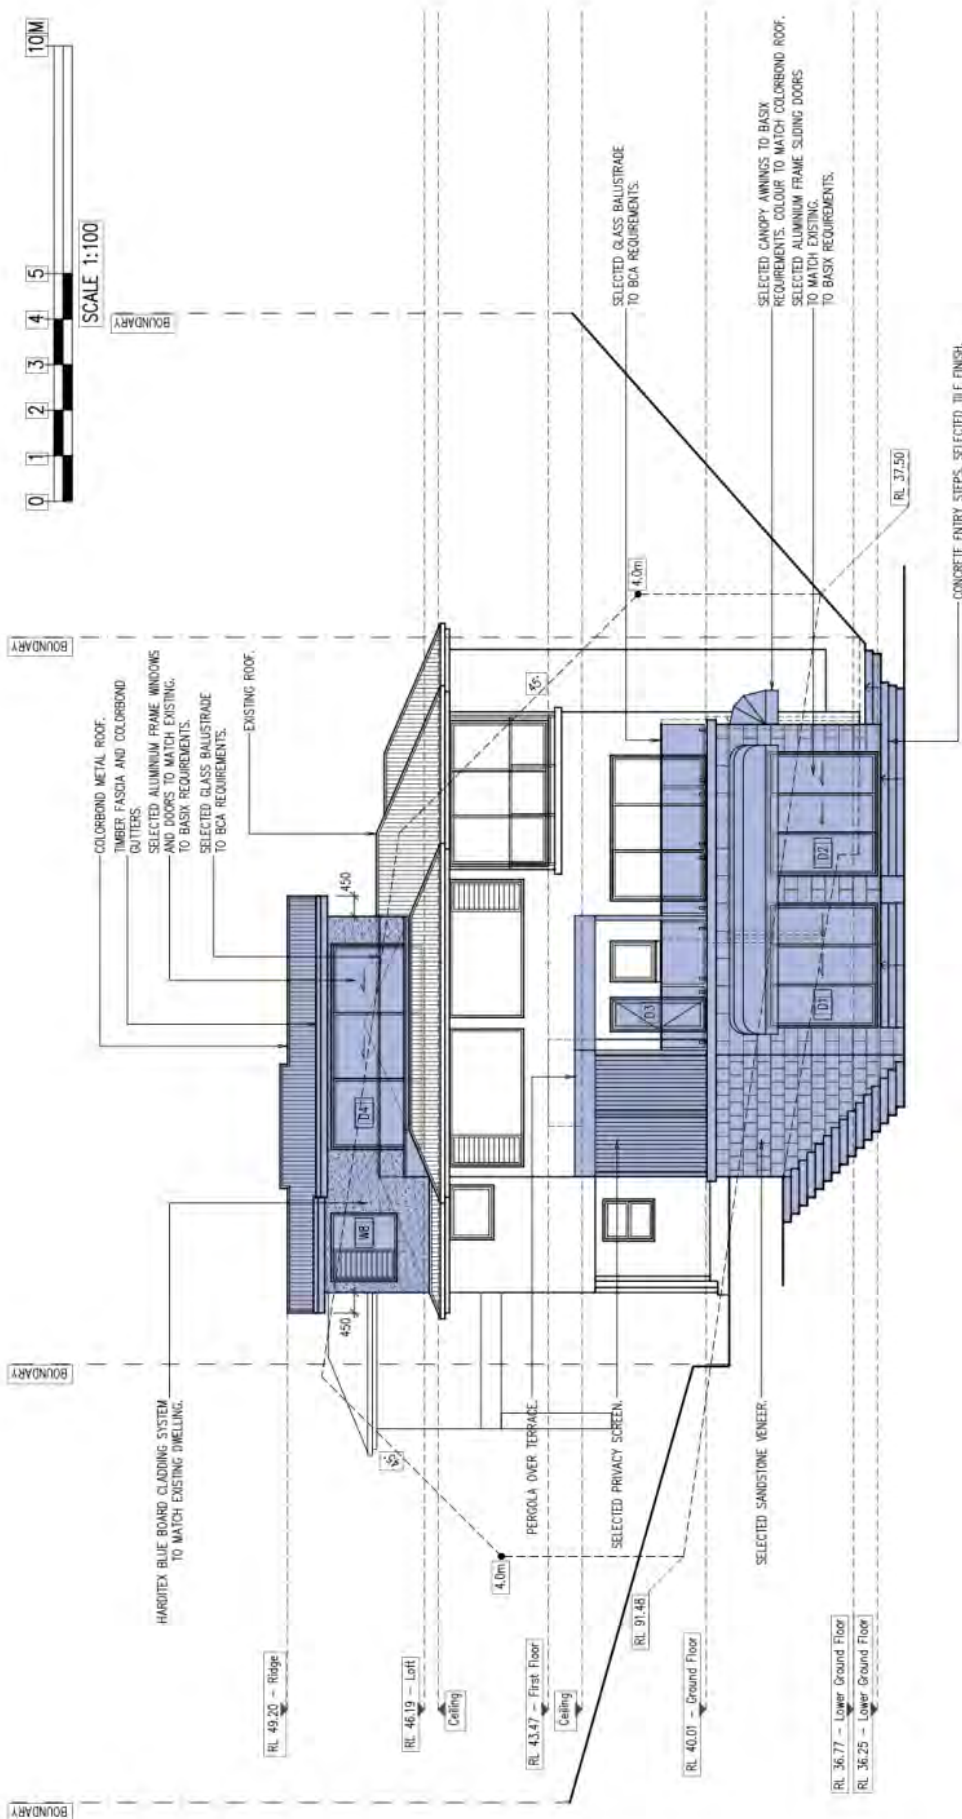 0 1 2 3 4 5 10 M
SCALE 1:100
BOUNDARY
BOUNDARY
BOUNDARY
BOUNDARY
HARDITEX BLUE BOARD CLADDING SYSTEM
TO MATCH EXISTING DWELLING.
COLORBOND METAL ROOF.
TIMBER FASCIA AND COLORBOND
GUTTERS.
SELECTED ALUMINIUM FRAME WINDOWS
AND DOORS TO MATCH EXISTING.
TO BASIX REQUIREMENTS.
SELECTED GLASS BALUSTRADE
TO BCA REQUIREMENTS.
EXISTING ROOF.
450
450
W8
D4
45°
45°
4.0m
4.0m
RL 49.20 - Ridge
RL 46.19 - Loft
Ceiling
RL 43.47 - First Floor
Ceiling
RL 91.48
RL 40.01 - Ground Floor
RL 36.77 - Lower Ground Floor
RL 36.25 - Lower Ground Floor
PERGOLA OVER TERRACE.
SELECTED PRIVACY SCREEN.
SELECTED SANDSTONE VENEER.
D3
D1
D2
SELECTED GLASS BALUSTRADE
TO BCA REQUIREMENTS.
SELECTED CANOPY AWNINGS TO BASIX
REQUIREMENTS. COLOUR TO MATCH COLORBOND ROOF.
SELECTED ALUMINIUM FRAME SLIDING DOORS
TO MATCH EXISTING.
TO BASIX REQUIREMENTS.
RL 37.50
CONCRETE ENTRY STEPS. SELECTED TILE FINISH.